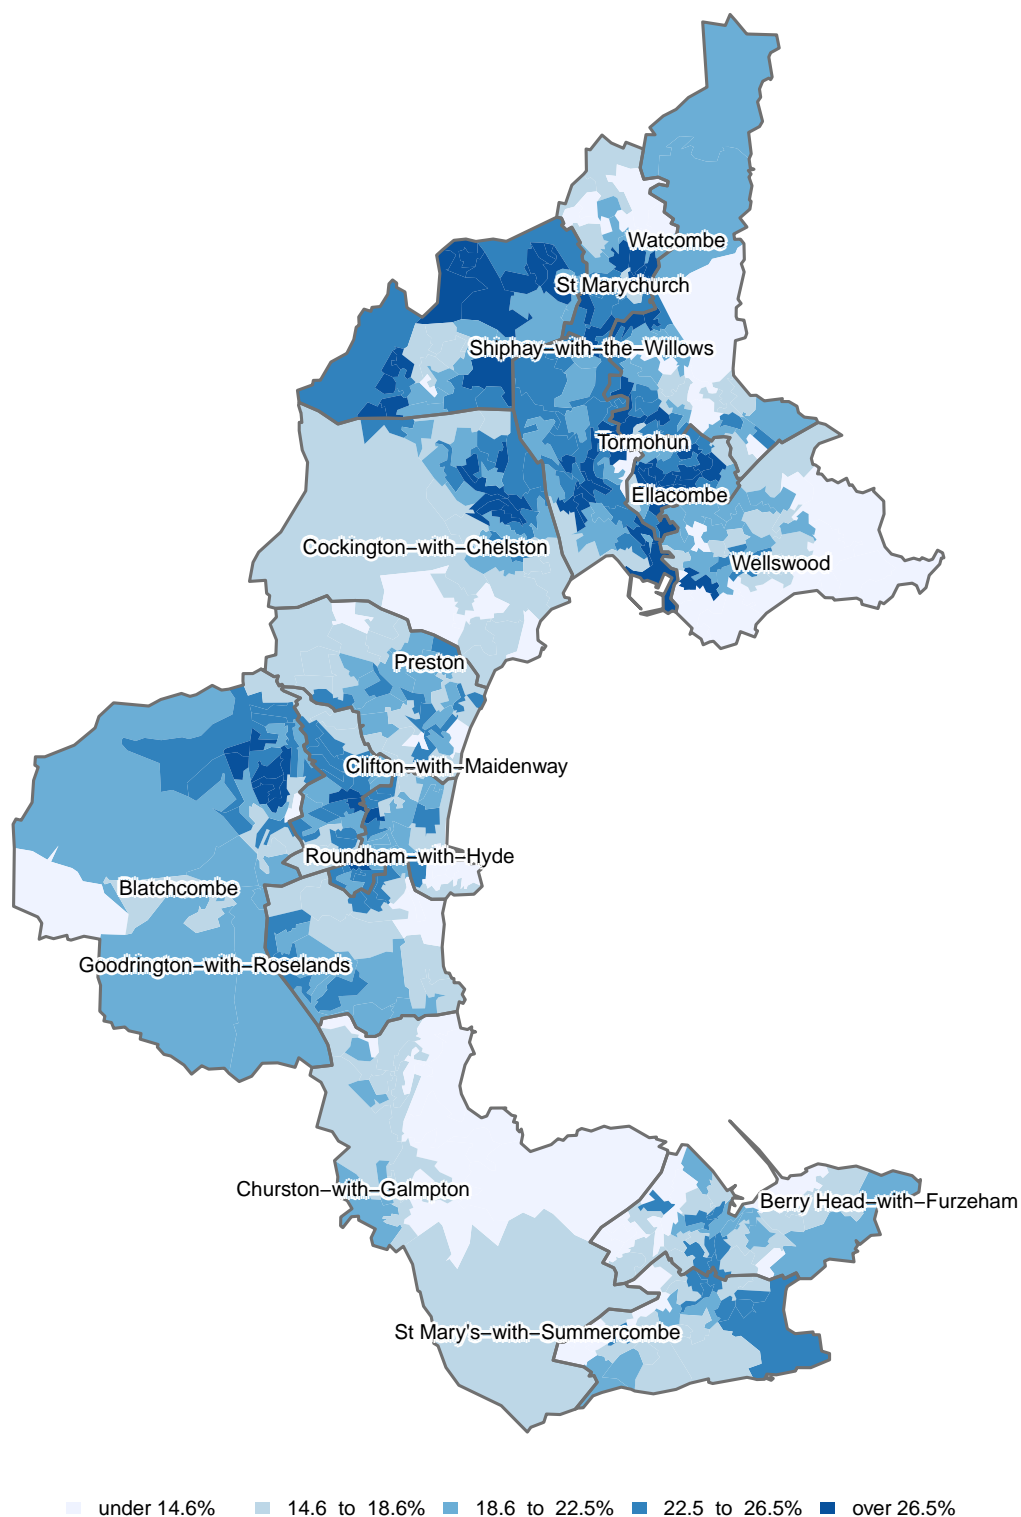 Watcombe
St Marychurch
Shiphay−with−the−Willows
Tormohun
Ellacombe
Cockington−with−Chelston
Wellswood
Preston
Clifton−with−Maidenway
Roundham−with−Hyde
Blatchcombe
Goodrington−with−Roselands
Churston−with−Galmpton
Berry Head−with−Furzeham
St Mary's−with−Summercombe
under 14.6% 14.6 to 18.6% 18.6 to 22.5% 22.5 to 26.5% over 26.5%